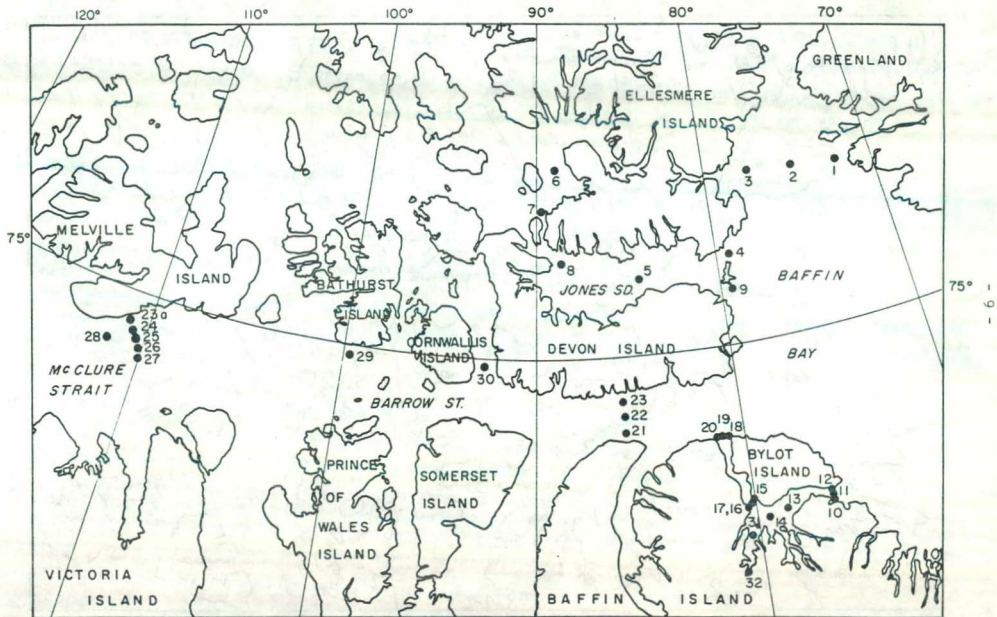 120° 110° 100° 90° 80° 70°
GREENLAND
ELLESMERE
ISLAND
6
3
2
1
7
MELVILLE
ISLAND
75°
4
8
5
JONES SD.
9
BAFFIN
BAY
75°
- 9 -
BATHURST
ISLAND
23a
24
25
26
27
28
Mc CLURE
STRAIT
CORNWALLIS
ISLAND
DEVON ISLAND
29
30
BARROW ST.
23
22
21
20 19 18
BYLOT
ISLAND
12
11
10
15
13
17,16
14
31
32
PRINCE
OF
WALES
ISLAND
SOMERSET
ISLAND
VICTORIA
ISLAND
BAFFIN ISLAND